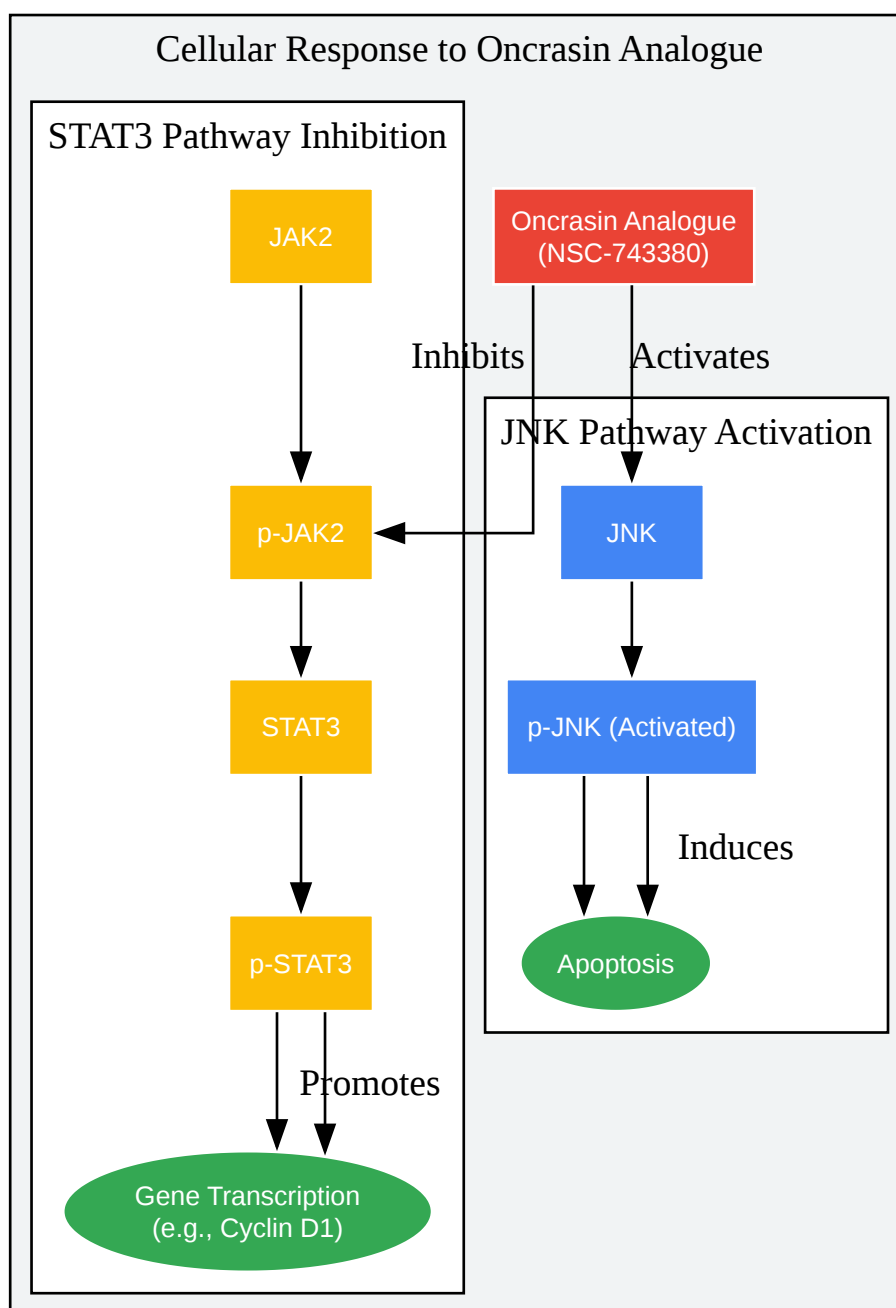 Cellular Response to Oncrasin Analogue
STAT3 Pathway Inhibition
JAK2
Oncrasin Analogue
(NSC-743380)
Inhibits
Activates
JNK Pathway Activation
p-JAK2
JNK
STAT3
p-JNK (Activated)
Induces
p-STAT3
Apoptosis
Promotes
Gene Transcription
(e.g., Cyclin D1)